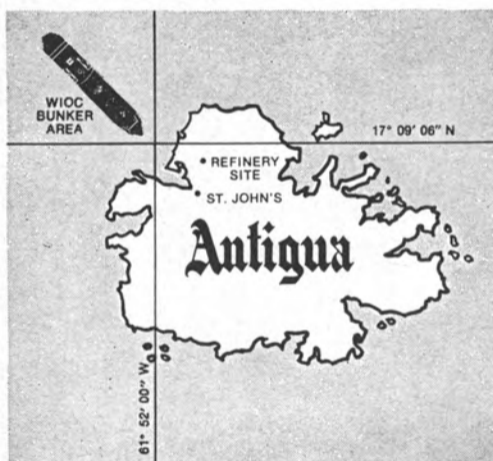 WIOC
BUNKER
AREA
17° 09' 06" N
REFINERY
SITE
ST. JOHN'S
Antigua
61° 52' 00" W